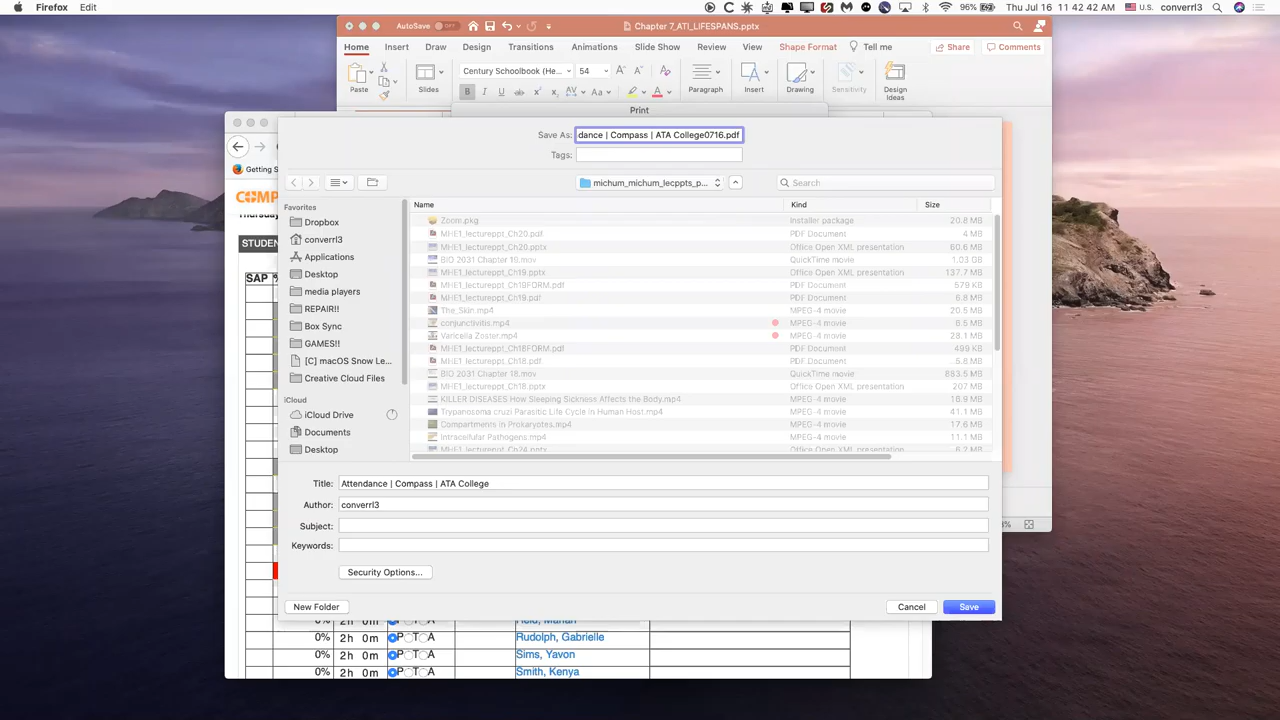 Firefox Edit 96% Thu Jul 16 11:42:42 AM U.S. converrl3
AutoSave OFF Chapter 7_ATI_LIFESPANS.pptx
Home Insert Draw Design Transitions Animations Slide Show Review View Shape Format Tell me Share Comments
Century Schoolbook (He... 54
Paste Slides B I U Paragraph Insert Drawing Sensitivity Design Ideas
Print
Save As: dance | Compass | ATA College0716.pdf
Tags:
Getting S
michum_michum_lecppts_p... Search
COMP
Thursday
STUDEN
SAP %
Favorites
Dropbox
converrl3
Applications
Desktop
media players
REPAIR!!
Box Sync
GAMES!!
[C] macOS Snow Le...
Creative Cloud Files
iCloud
iCloud Drive
Documents
Desktop
Name Kind Size
Zoom.pkg Installer package 20.8 MB
MHE1_lectureppt_Ch20.pdf PDF Document 4 MB
MHE1_lectureppt_Ch20.pptx Office Open XML presentation 60.6 MB
BIO 2031 Chapter 10.mov QuickTime movie 1.03 GB
MHE1_lectureppt_Ch19.pptx Office Open XML presentation 137.7 MB
MHE1_lectureppt_Ch19FORM.pdf PDF Document 579 KB
MHE1_lectureppt_Ch19.pdf PDF Document 6.8 MB
The_Skin.mp4 MPEG-4 movie 20.5 MB
conjunctivitis.mp4 MPEG-4 movie 6.5 MB
Varicella Zoster.mp4 MPEG-4 movie 28.1 MB
MHE1_lectureppt_Ch18FORM.pdf PDF Document 499 KB
MHE1_lectureppt_Ch18.pdf PDF Document 5.6 MB
BIO 2031 Chapter 18.mov QuickTime movie 883.5 MB
MHE1_lectureppt_Ch18.pptx Office Open XML presentation 207 MB
KILLER DISEASES How Sleeping Sickness Affects the Body.mp4 MPEG-4 movie 16.9 MB
Trypanosoma cruzi Parasitic Life Cycle in Human Host.mp4 MPEG-4 movie 41.1 MB
Compartments in Prokaryotes.mp4 MPEG-4 movie 17.6 MB
Intracellular Pathogens.mp4 MPEG-4 movie 11.1 MB
MHE1_lectureppt_Ch24.pptx Office Open XML presentation 6.2 MB
Title: Attendance | Compass | ATA College
Author: converrl3
Subject:
Keywords:
Security Options...
New Folder Cancel Save
0% 2h 0m P T A Rudolph, Gabrielle
0% 2h 0m P T A Sims, Yavon
0% 2h 0m P T A Smith, Kenya